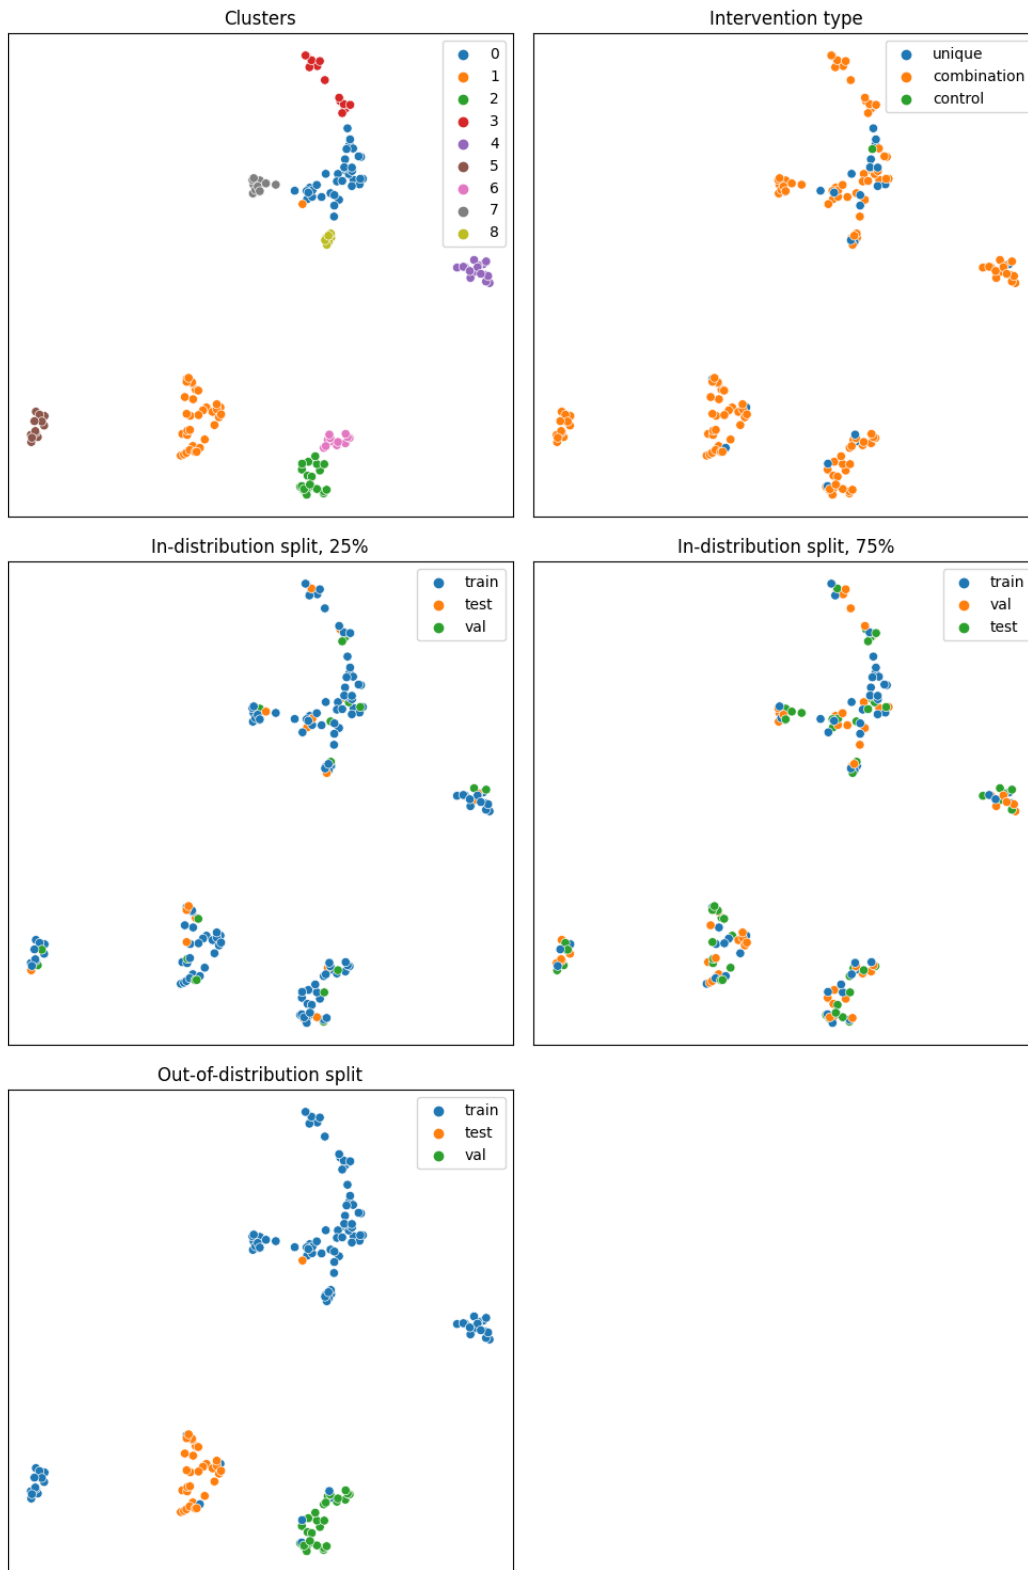 Clusters
0
1
2
3
4
5
6
7
8
Intervention type
unique
combination
control
In-distribution split, 25%
train
test
val
In-distribution split, 75%
train
val
test
Out-of-distribution split
train
test
val